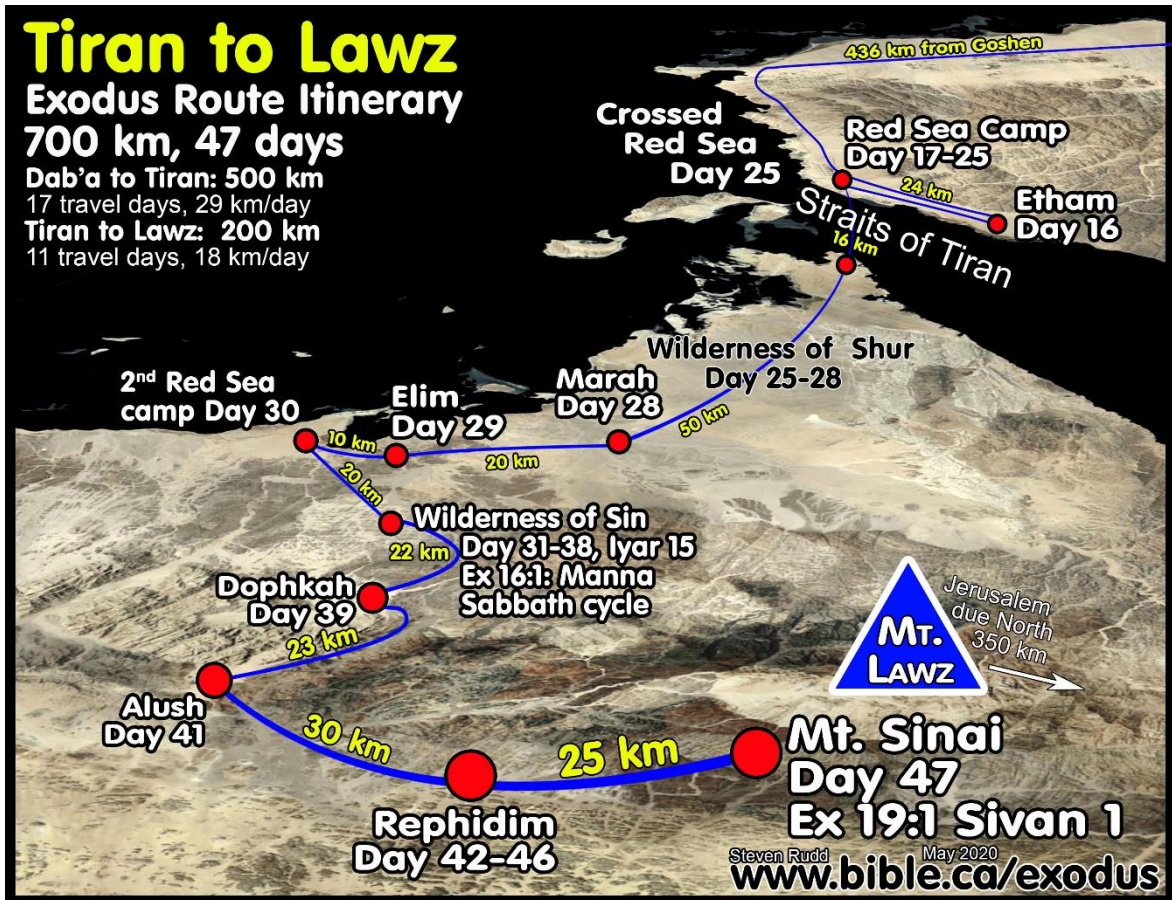 Tiran to Lawz
Exodus Route Itinerary
700 km, 47 days
Dab'a to Tiran: 500 km
17 travel days, 29 km/day
Tiran to Lawz: 200 km
11 travel days, 18 km/day
436 km from Goshen
Crossed
Red Sea
Day 25
Red Sea Camp
Day 17-25
24 km
Etham
Day 16
Straits of Tiran
16 km
Wilderness of Shur
Day 25-28
50 km
Marah
Day 28
20 km
Elim
Day 29
10 km
2nd Red Sea
camp Day 30
20 km
Wilderness of Sin
Day 31-38, Iyar 15
Ex 16:1: Manna
Sabbath cycle
22 km
Dophkah
Day 39
23 km
Alush
Day 41
30 km
Rephidim
Day 42-46
25 km
Mt. Sinai
Day 47
Ex 19:1 Sivan 1
MT.
LAWZ
Jerusalem
due North
350 km
Steven Rudd May 2020
www.bible.ca/exodus